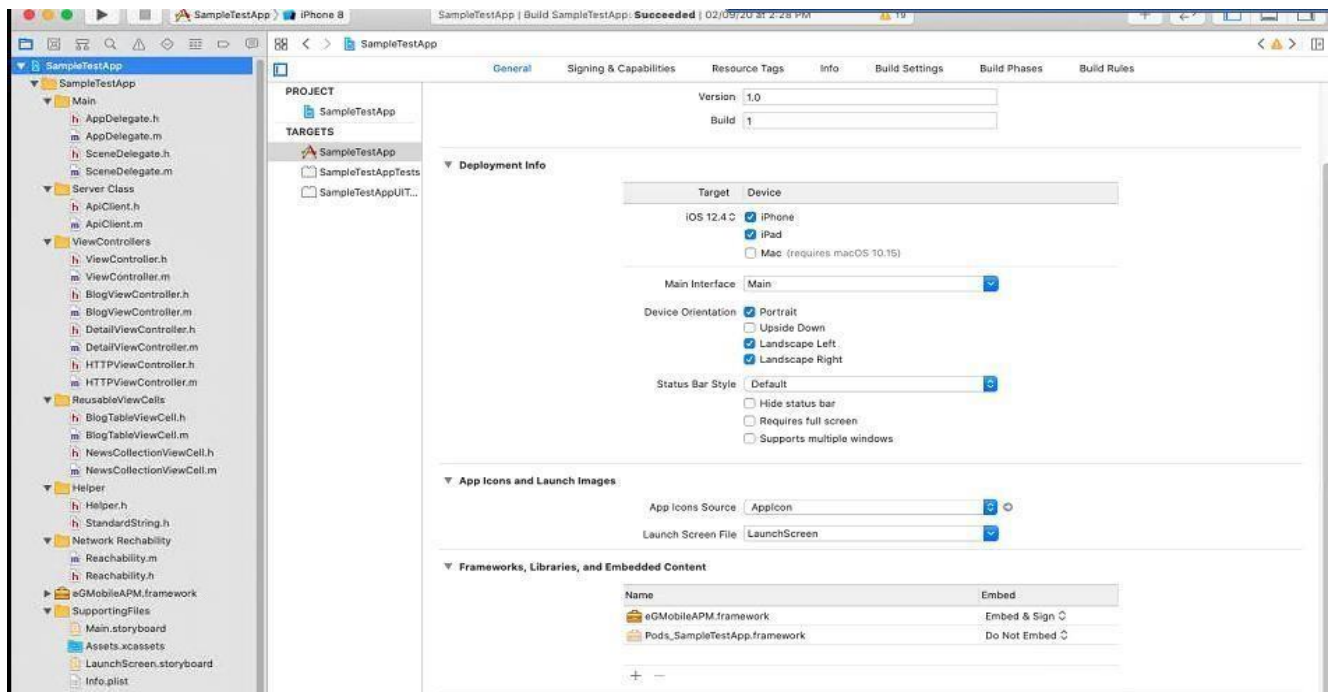 SampleTestApp
iPhone 8
SampleTestApp | Build SampleTestApp: Succeeded | 02/09/20 at 2:28 PM
19
SampleTestApp
SampleTestApp
Main
h AppDelegate.h
m AppDelegate.m
h SceneDelegate.h
m SceneDelegate.m
Server Class
h ApiClient.h
m ApiClient.m
ViewControllers
h ViewController.h
m ViewController.m
h BlogViewController.h
m BlogViewController.m
h DetailViewController.h
m DetailViewController.m
h HTTPViewController.h
m HTTPViewController.m
ReusableViewCells
h BlogTableViewCell.h
m BlogTableViewCell.m
h NewsCollectionViewCell.h
m NewsCollectionViewCell.m
Helper
h Helper.h
h StandardString.h
Network Rechability
m Reachability.m
h Reachability.h
eGMobileAPM.framework
SupportingFiles
Main.storyboard
Assets.xcassets
LaunchScreen.storyboard
Info.plist
SampleTestApp
General Signing & Capabilities Resource Tags Info Build Settings Build Phases Build Rules
PROJECT
SampleTestApp
TARGETS
SampleTestApp
SampleTestAppTests
SampleTestAppUIT...
Version 1.0
Build 1
Deployment Info
Target Device
iOS 12.4 iPhone
iPad
Mac (requires macOS 10.15)
Main Interface Main
Device Orientation Portrait
Upside Down
Landscape Left
Landscape Right
Status Bar Style Default
Hide status bar
Requires full screen
Supports multiple windows
App Icons and Launch Images
App Icons Source AppIcon
Launch Screen File LaunchScreen
Frameworks, Libraries, and Embedded Content
Name Embed
eGMobileAPM.framework Embed & Sign
Pods_SampleTestApp.framework Do Not Embed